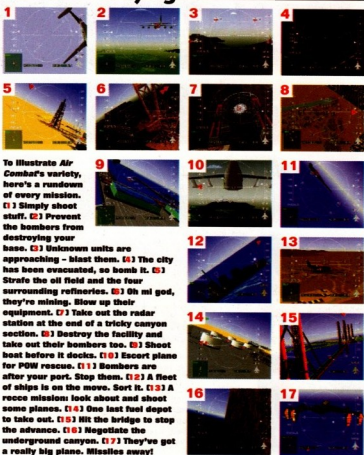 1
2
3
4
5
6
7
8
To illustrate Air
Combat's variety,
here's a rundown
of every mission.
[1] Simply shoot
stuff. [2] Prevent
the bombers from
destroying your
base. [3] Unknown units are
approaching – blast them. [4] The city
has been evacuated, so bomb it. [5]
Strafe the oil field and the four
surrounding refineries. [6] Oh mi god,
they're mining. Blow up their
equipment. [7] Take out the radar
station at the end of a tricky canyon
section. [8] Destroy the facility and
take out their bombers too. [9] Shoot
boat before it docks. [10] Escort plane
for POW rescue. [11] Bombers are
after your port. Stop them. [12] A fleet
of ships is on the move. Sort it. [13] A
recce mission: look about and shoot
some planes. [14] One last fuel depot
to take out. [15] Hit the bridge to stop
the advance. [16] Negotiate the
underground canyon. [17] They've got
a really big plane. Missiles away!
9
10
11
12
13
14
15
16
17